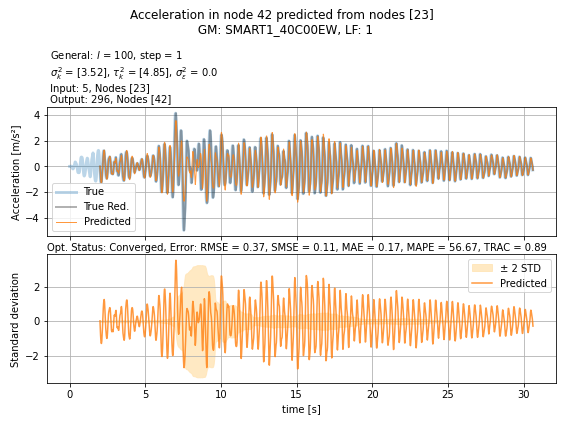 Acceleration in node 42 predicted from nodes [23]
GM: SMART1_40C00EW, LF: 1
General: l = 100, step = 1
σ²ₖ = [3.52], τ²ₖ = [4.85], σ²ε = 0.0
Input: 5, Nodes [23]
Output: 296, Nodes [42]
Acceleration [m/s²]
4
2
0
−2
−4
True
True Red.
Predicted
Opt. Status: Converged, Error: RMSE = 0.37, SMSE = 0.11, MAE = 0.17, MAPE = 56.67, TRAC = 0.89
Standard deviation
2
0
−2
± 2 STD
Predicted
0 5 10 15 20 25 30
time [s]